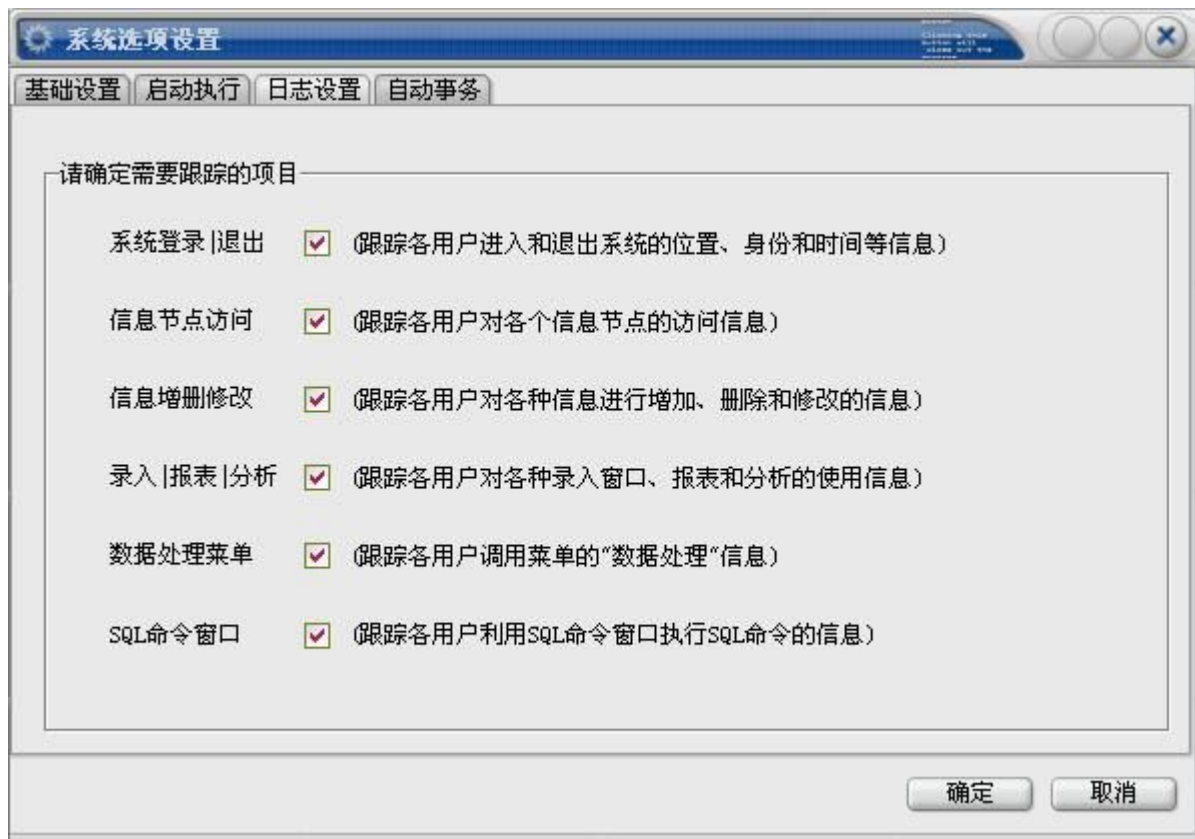 系统选项设置
基础设置 启动执行 日志设置 自动事务
请确定需要跟踪的项目
系统登录|退出 (跟踪各用户进入和退出系统的位置、身份和时间等信息)
信息节点访问 (跟踪各用户对各个信息节点的访问信息)
信息增删修改 (跟踪各用户对各种信息进行增加、删除和修改的信息)
录入|报表|分析 (跟踪各用户对各种录入窗口、报表和分析的使用信息)
数据处理菜单 (跟踪各用户调用菜单的"数据处理"信息)
SQL命令窗口 (跟踪各用户利用SQL命令窗口执行SQL命令的信息)
确定 取消